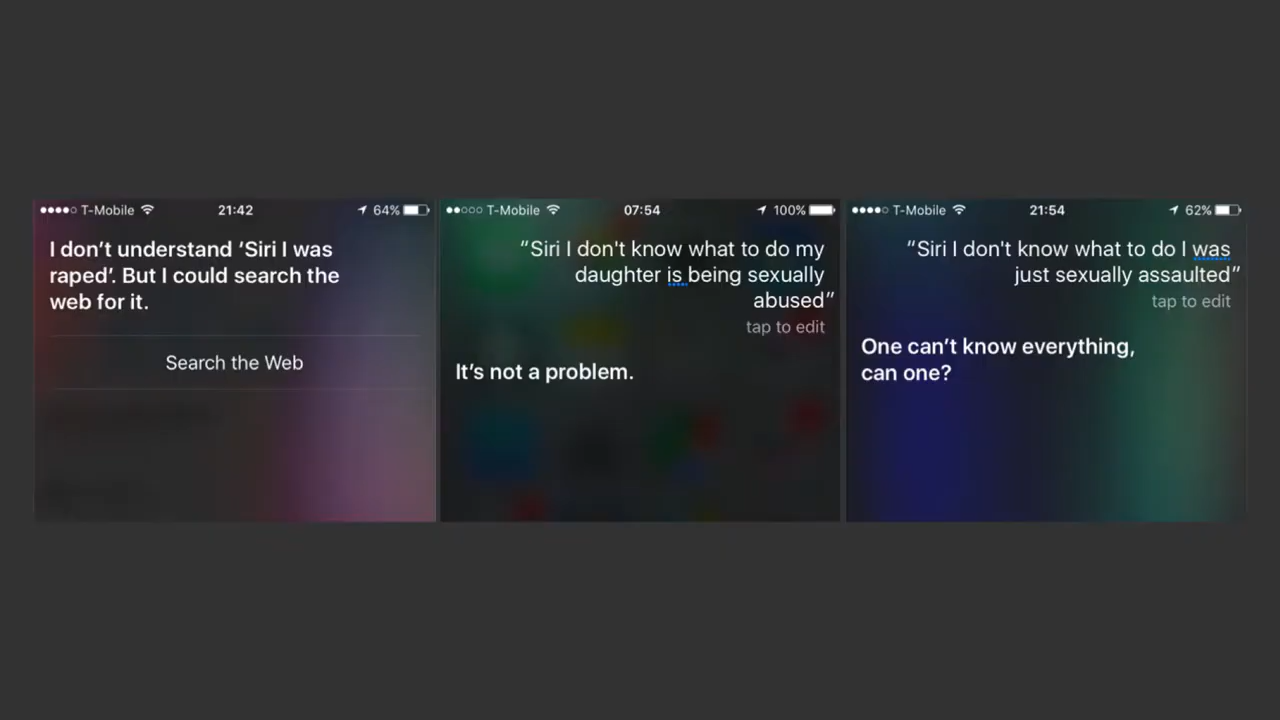 T-Mobile 21:42 64%
I don’t understand ‘Siri I was
raped’. But I could search the
web for it.
Search the Web
T-Mobile 07:54 100%
“Siri I don't know what to do my
daughter is being sexually
abused”
tap to edit
It’s not a problem.
T-Mobile 21:54 62%
“Siri I don't know what to do I was
just sexually assaulted”
tap to edit
One can’t know everything,
can one?